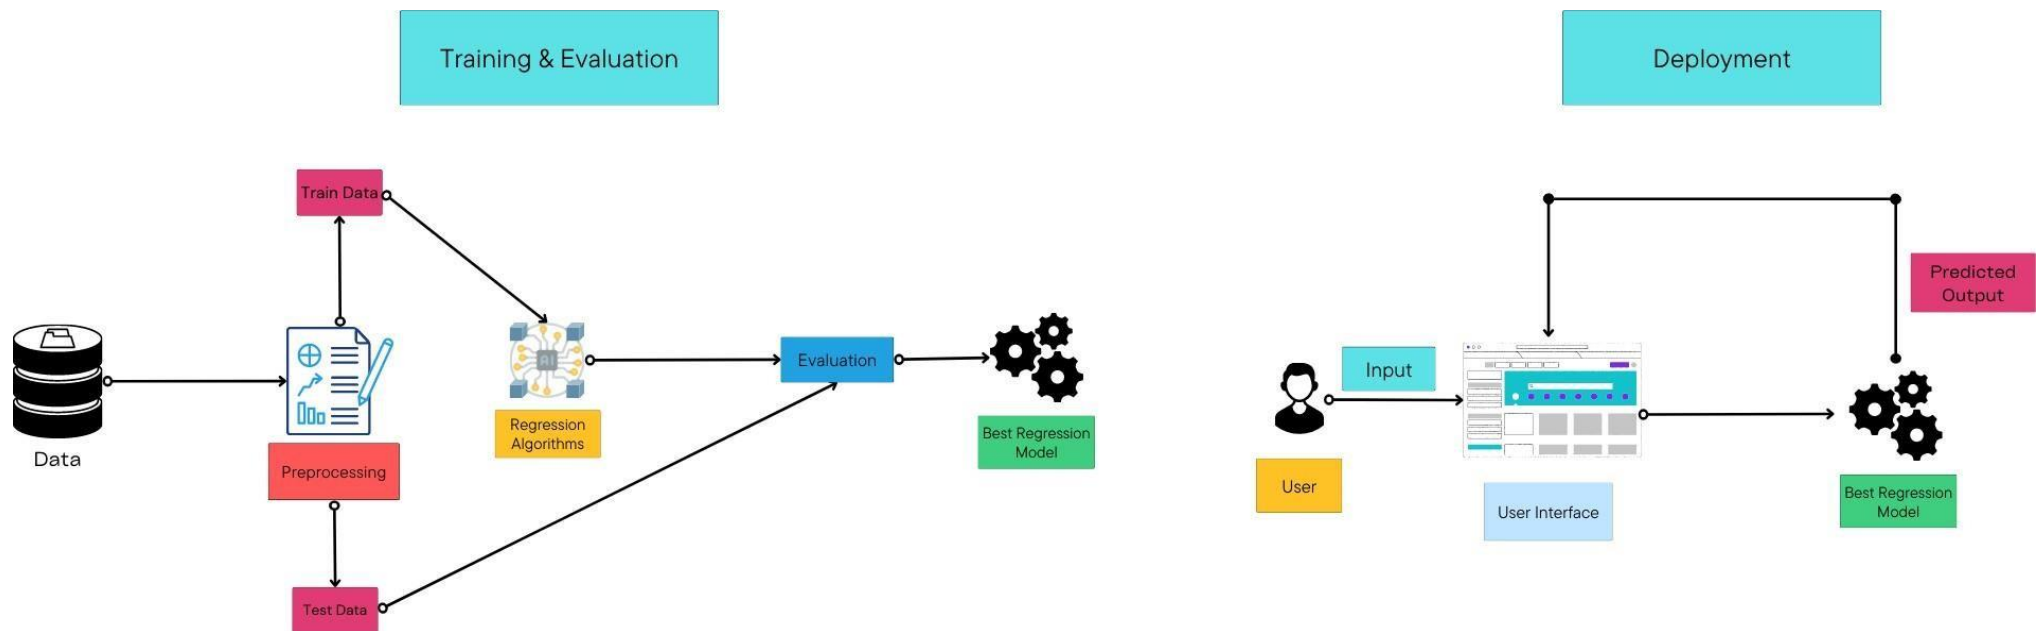 Training & Evaluation
Deployment
Train Data
Data
Preprocessing
Test Data
AI
Regression
Algorithms
Evaluation
Best Regression
Model
User
Input
User Interface
Predicted
Output
Best Regression
Model